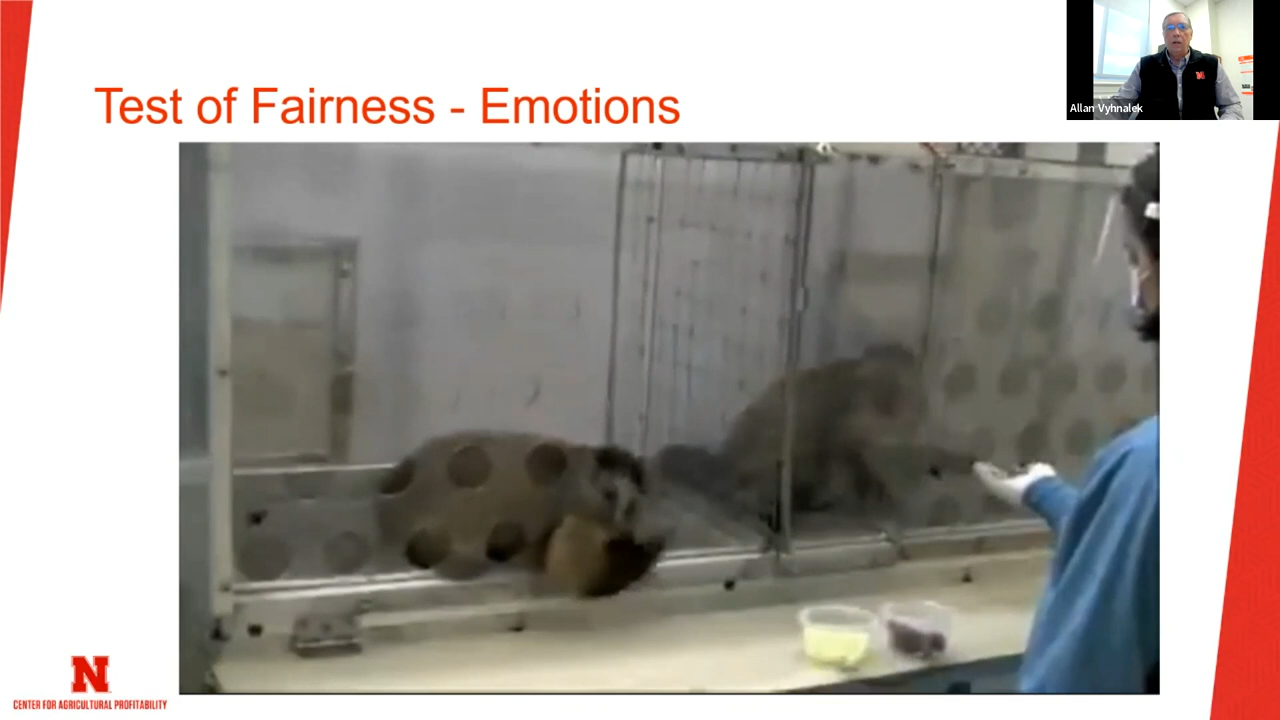 Test of Fairness - Emotions
Allan Vyhnalek
N
N
CENTER FOR AGRICULTURAL PROFITABILITY